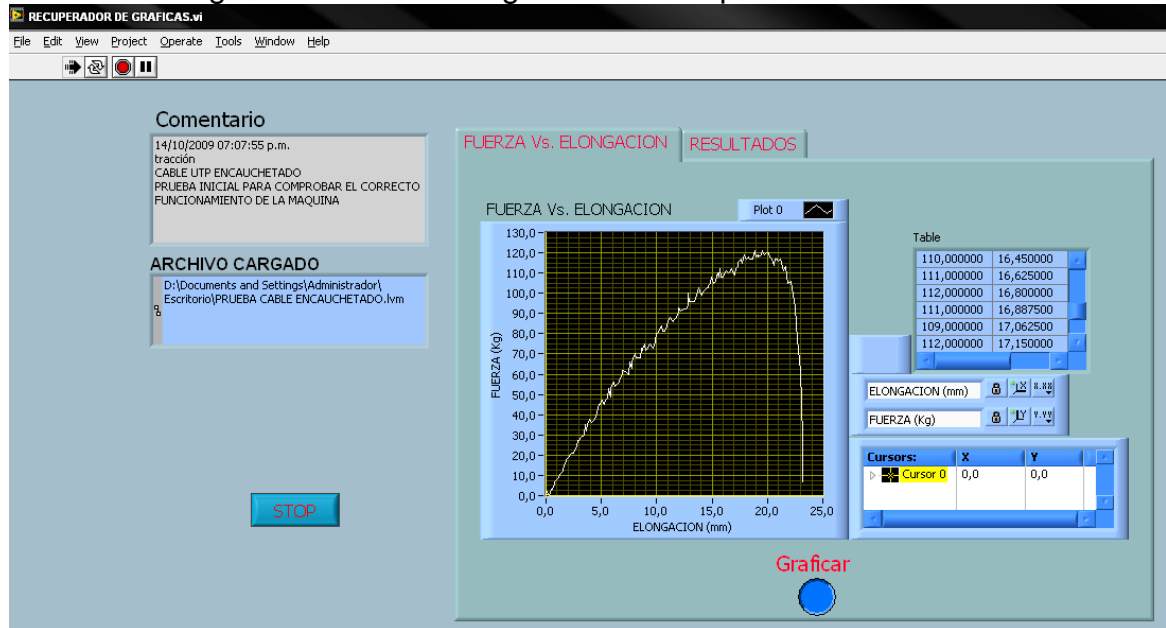 RECUPERADOR DE GRAFICAS.vi
File Edit View Project Operate Tools Window Help
Comentario
14/10/2009 07:07:55 p.m.
tracción
CABLE UTP ENCAUCHETADO
PRUEBA INICIAL PARA COMPROBAR EL CORRECTO
FUNCIONAMIENTO DE LA MAQUINA
ARCHIVO CARGADO
D:\Documents and Settings\Administrador\
Escritorio\PRUEBA CABLE ENCAUCHETADO.lvm
STOP
FUERZA Vs. ELONGACION RESULTADOS
FUERZA Vs. ELONGACION
Plot 0
130,0
120,0
110,0
100,0
90,0
80,0
70,0
60,0
50,0
40,0
30,0
20,0
10,0
0,0
FUERZA (Kg)
0,0 5,0 10,0 15,0 20,0 25,0
ELONGACION (mm)
Table
110,000000 16,450000
111,000000 16,625000
112,000000 16,800000
111,000000 16,887500
109,000000 17,062500
112,000000 17,150000
ELONGACION (mm) X X.XX
FUERZA (Kg) Y Y.YY
Cursors: X Y
Cursor 0 0,0 0,0
Graficar